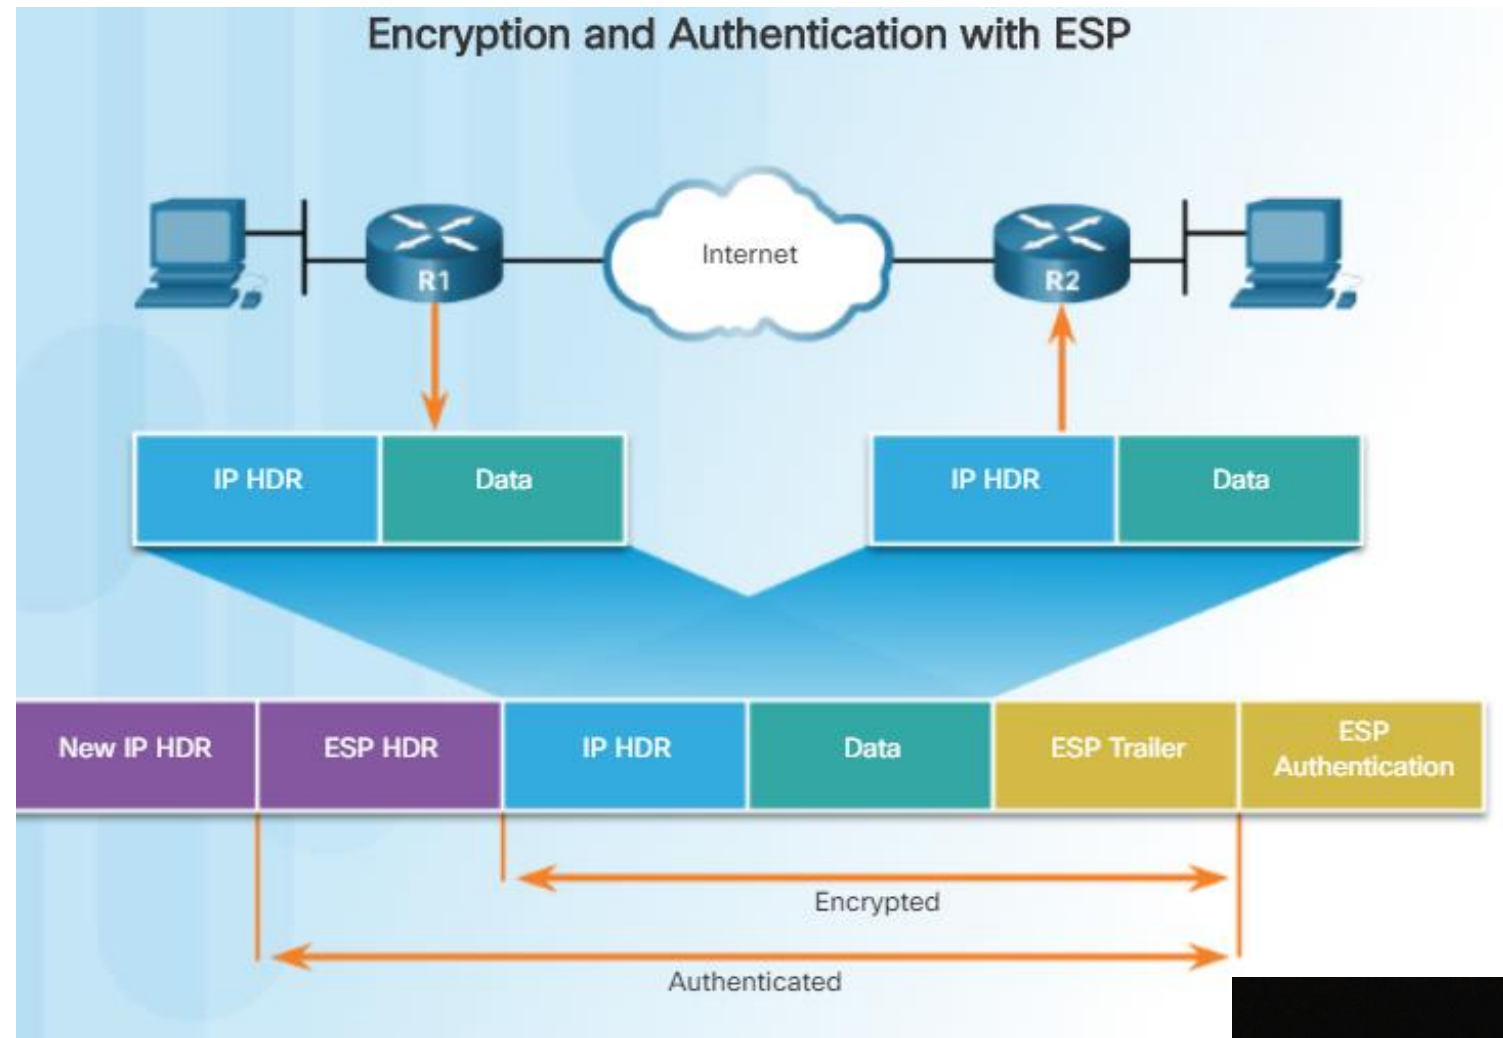 Encryption and Authentication with ESP
Internet
R1
R2
IP HDR
Data
IP HDR
Data
New IP HDR
ESP HDR
IP HDR
Data
ESP Trailer
ESP
Authentication
Encrypted
Authenticated